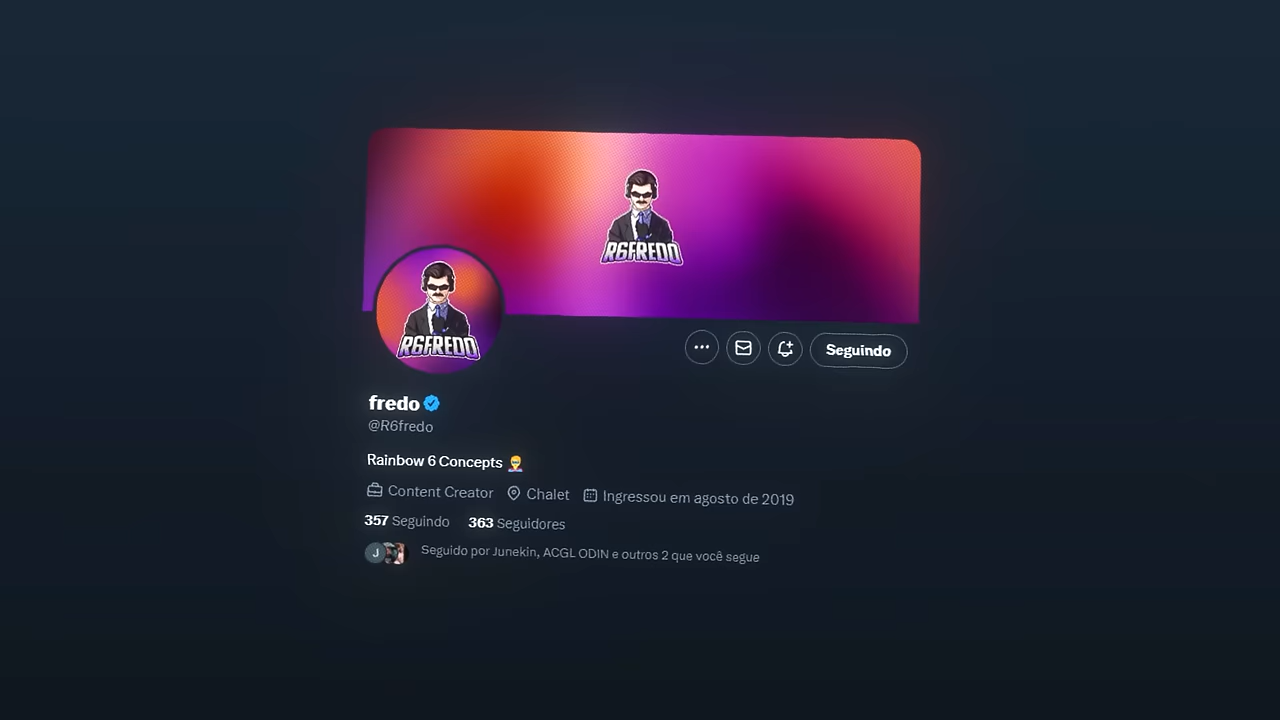 R6FREDO
R6FREDO
Seguindo
fredo
@R6fredo
Rainbow 6 Concepts
Content Creator Chalet Ingressou em agosto de 2019
357 Seguindo 363 Seguidores
J Seguido por Junekin, ACGL ODIN e outros 2 que você segue